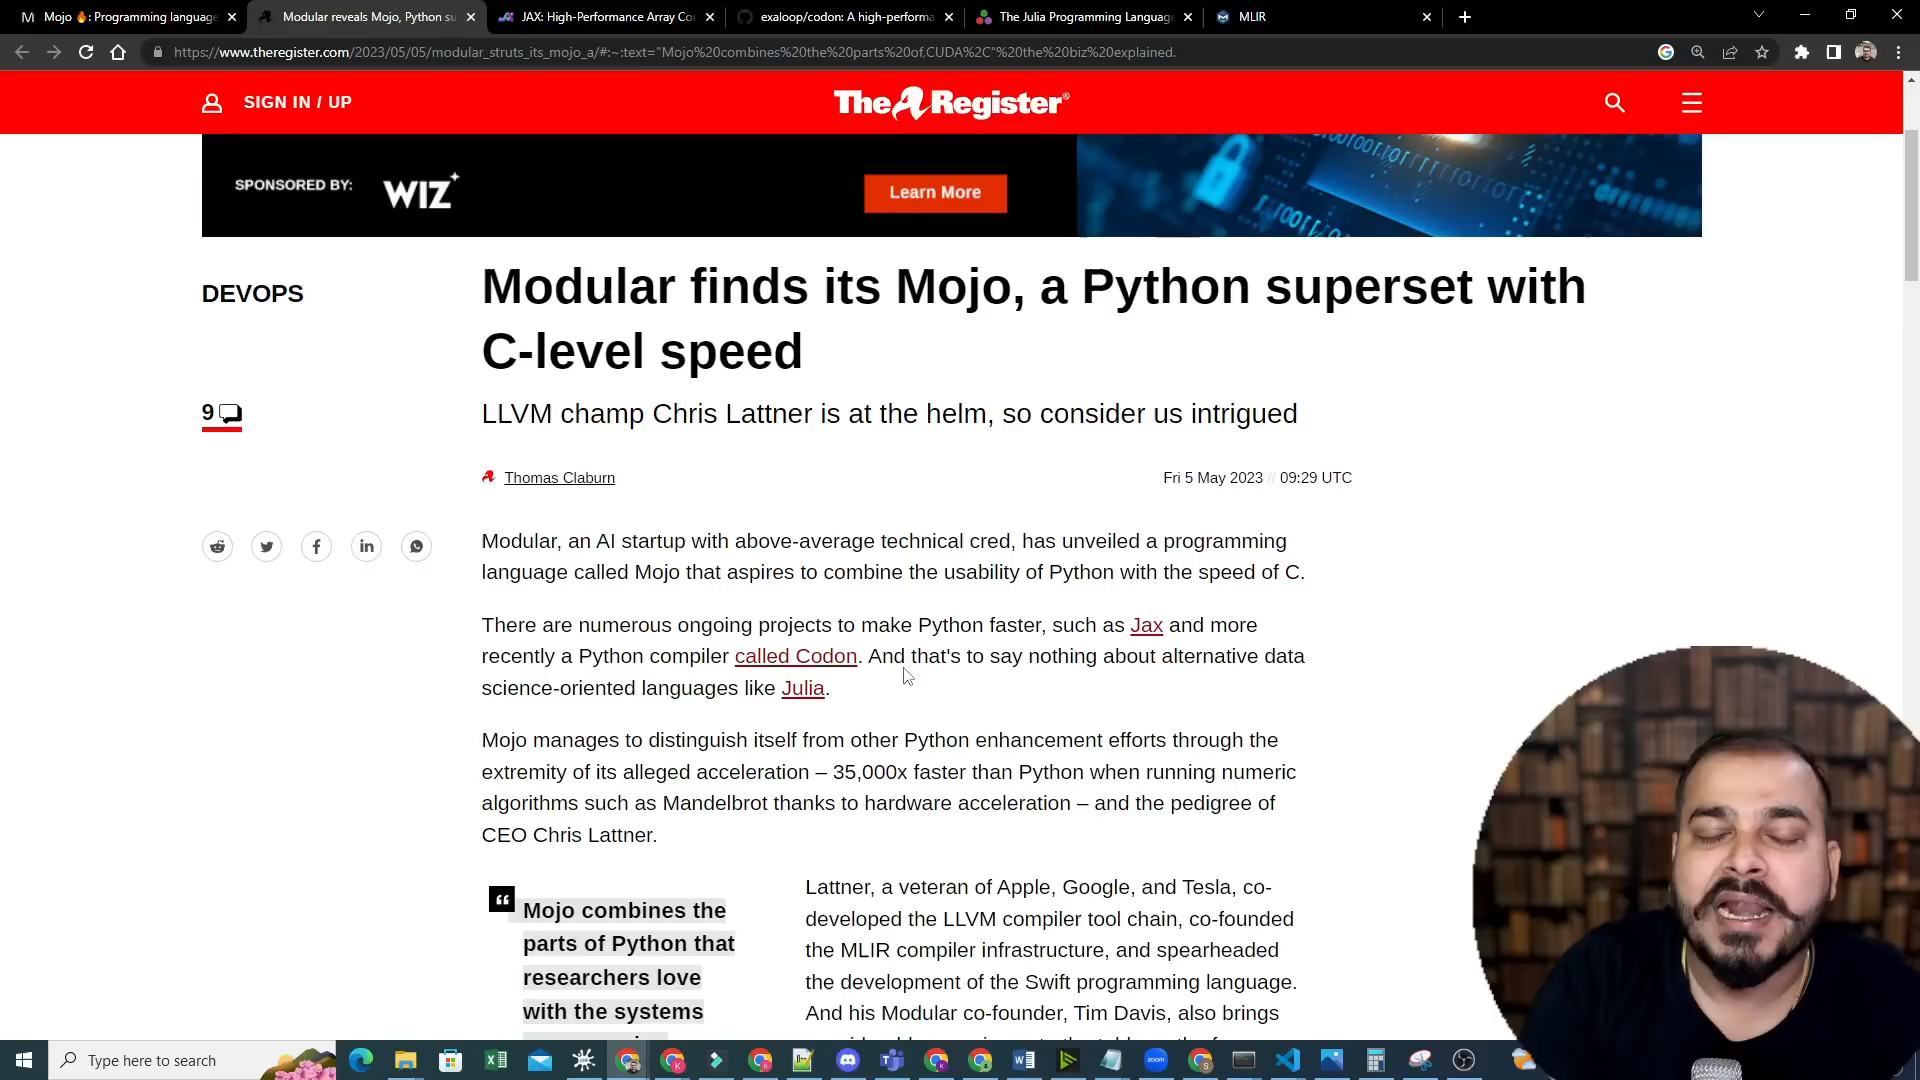 Mojo 🔥: Programming language
Modular reveals Mojo, Python su
JAX: High-Performance Array Co
exaloop/codon: A high-performa
The Julia Programming Language
MLIR
https://www.theregister.com/2023/05/05/modular_struts_its_mojo_a/#:~:text="Mojo%20combines%20the%20parts%20of,CUDA%2C"%20the%20biz%20explained.
SIGN IN / UP
The Register®
SPONSORED BY:
WIZ
Learn More
DEVOPS
Modular finds its Mojo, a Python superset with
C-level speed
9
LLVM champ Chris Lattner is at the helm, so consider us intrigued
Thomas Claburn
Fri 5 May 2023 // 09:29 UTC
Modular, an AI startup with above-average technical cred, has unveiled a programming
language called Mojo that aspires to combine the usability of Python with the speed of C.
There are numerous ongoing projects to make Python faster, such as Jax and more
recently a Python compiler called Codon. And that's to say nothing about alternative data
science-oriented languages like Julia.
Mojo manages to distinguish itself from other Python enhancement efforts through the
extremity of its alleged acceleration – 35,000x faster than Python when running numeric
algorithms such as Mandelbrot thanks to hardware acceleration – and the pedigree of
CEO Chris Lattner.
“
Mojo combines the
parts of Python that
researchers love
with the systems
Lattner, a veteran of Apple, Google, and Tesla, co-
developed the LLVM compiler tool chain, co-founded
the MLIR compiler infrastructure, and spearheaded
the development of the Swift programming language.
And his Modular co-founder, Tim Davis, also brings
Type here to search
zoom